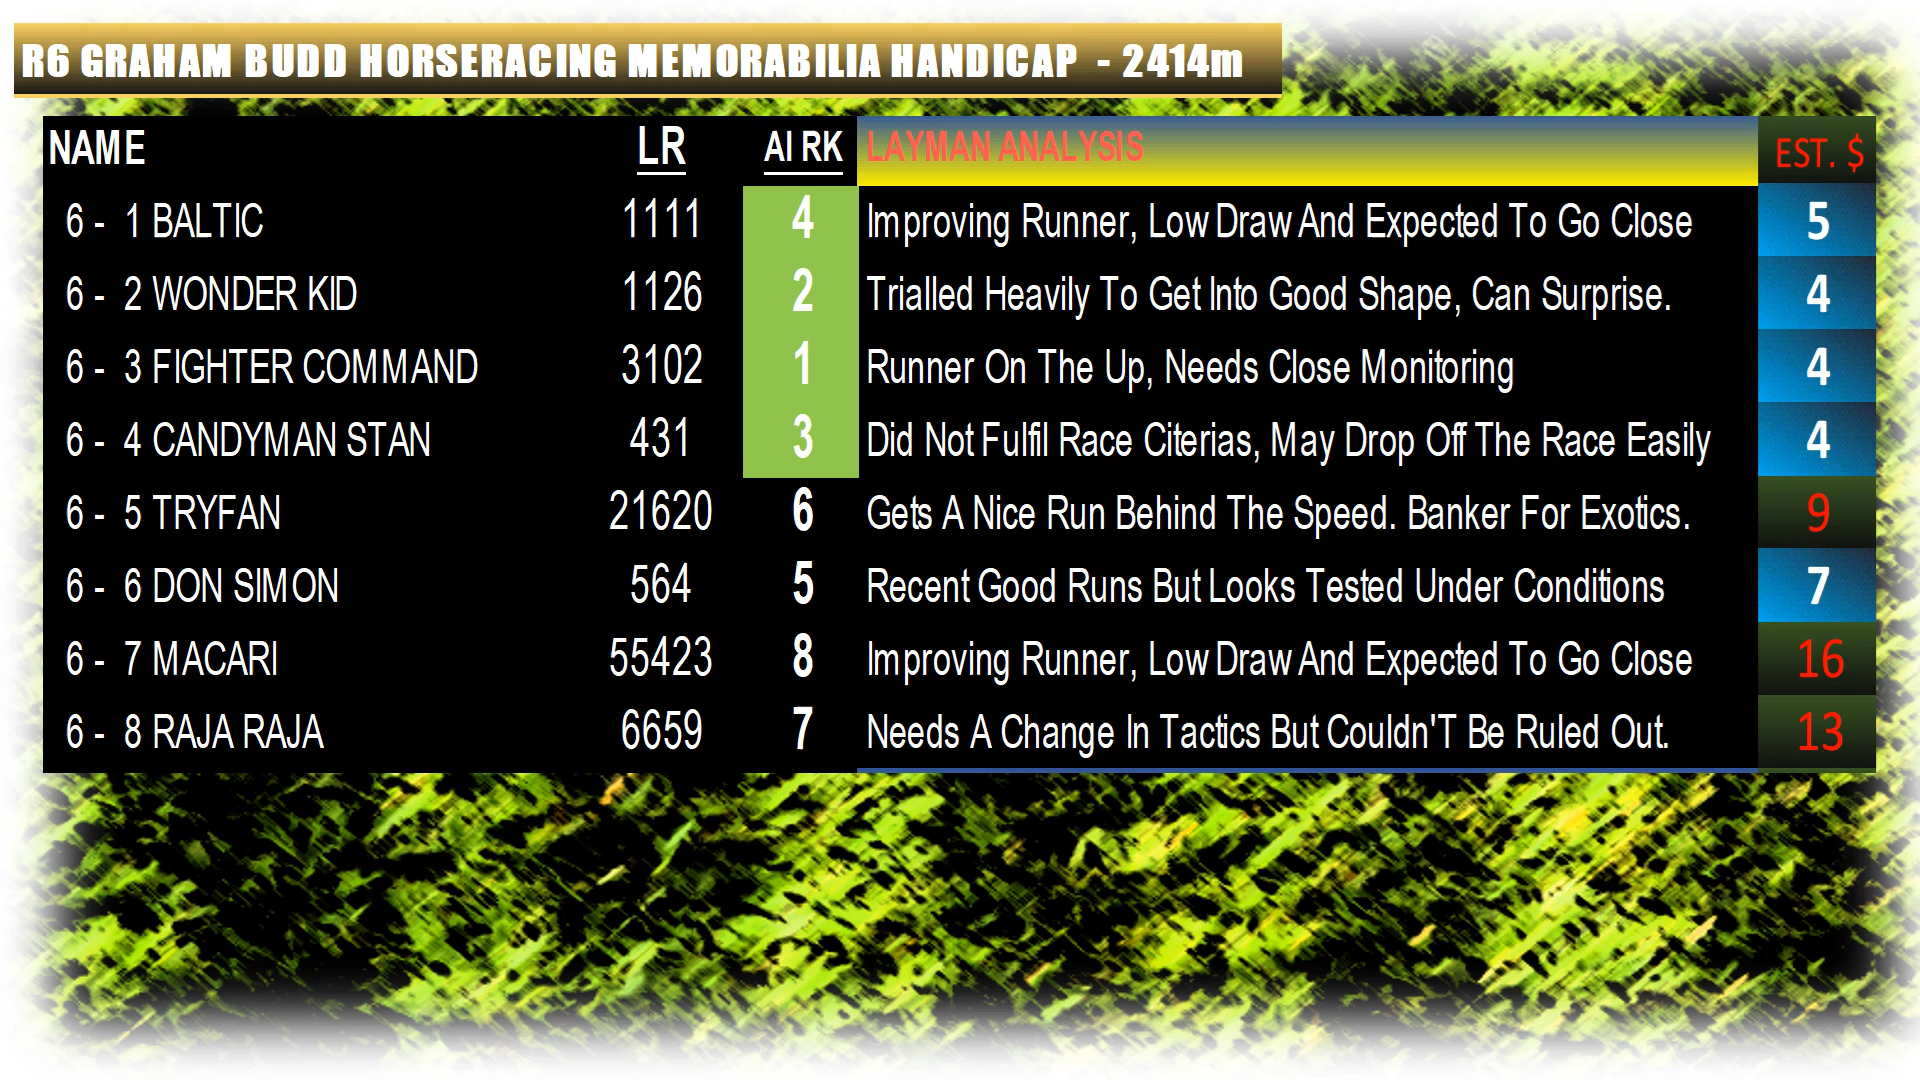 R6 GRAHAM BUDD HORSERACING MEMORABILIA HANDICAP - 2414m
NAME LR AI RK LAYMAN ANALYSIS EST. $
6 - 1 BALTIC 1111 4 Improving Runner, Low Draw And Expected To Go Close 5
6 - 2 WONDER KID 1126 2 Trialled Heavily To Get Into Good Shape, Can Surprise. 4
6 - 3 FIGHTER COMMAND 3102 1 Runner On The Up, Needs Close Monitoring 4
6 - 4 CANDYMAN STAN 431 3 Did Not Fulfil Race Citerias, May Drop Off The Race Easily 4
6 - 5 TRYFAN 21620 6 Gets A Nice Run Behind The Speed. Banker For Exotics. 9
6 - 6 DON SIMON 564 5 Recent Good Runs But Looks Tested Under Conditions 7
6 - 7 MACARI 55423 8 Improving Runner, Low Draw And Expected To Go Close 16
6 - 8 RAJA RAJA 6659 7 Needs A Change In Tactics But Couldn'T Be Ruled Out. 13